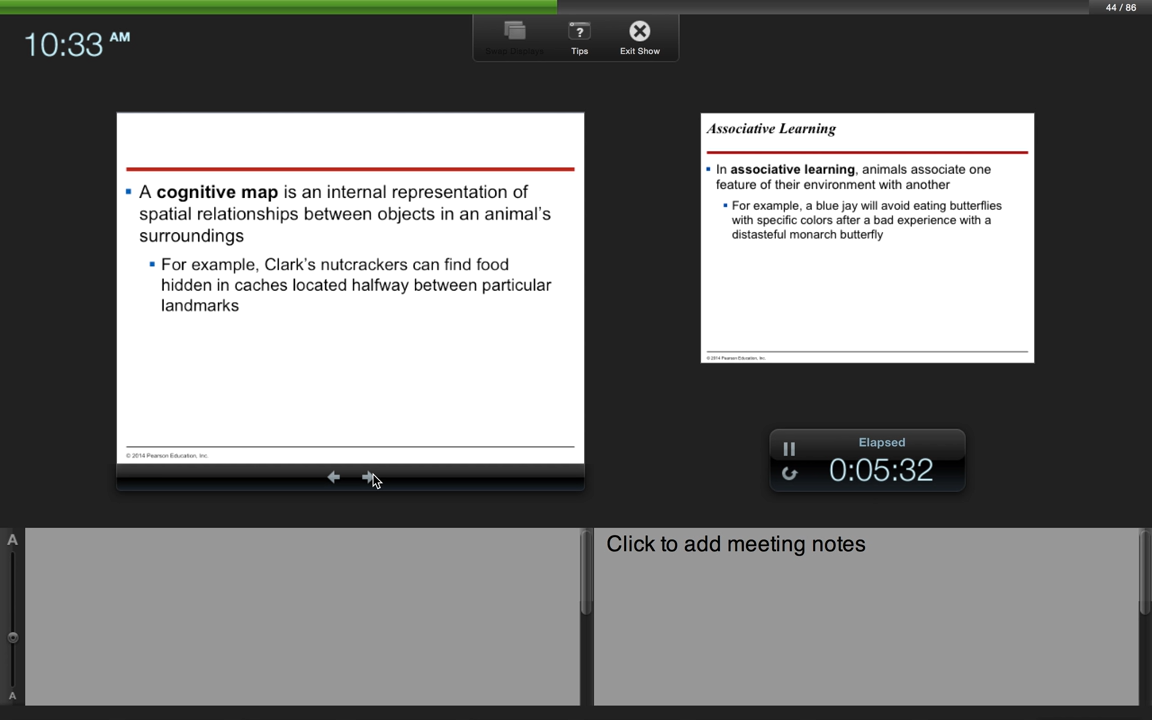 44 / 86
10:33 AM
Swap Displays
Tips
Exit Show
A cognitive map is an internal representation of
spatial relationships between objects in an animal's
surroundings
For example, Clark's nutcrackers can find food
hidden in caches located halfway between particular
landmarks
© 2014 Pearson Education, Inc.
Associative Learning
In associative learning, animals associate one
feature of their environment with another
For example, a blue jay will avoid eating butterflies
with specific colors after a bad experience with a
distasteful monarch butterfly
© 2014 Pearson Education, Inc.
Elapsed
0:05:32
A
A
Click to add meeting notes